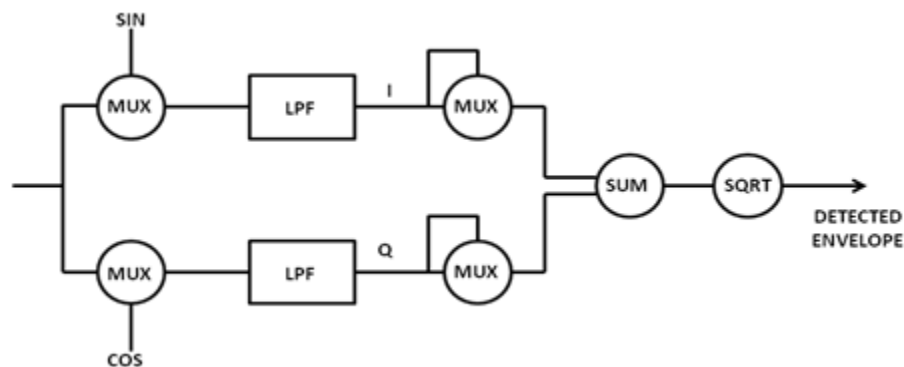 SIN
MUX
LPF
I
MUX
SUM
SQRT
DETECTED
ENVELOPE
MUX
LPF
Q
MUX
COS